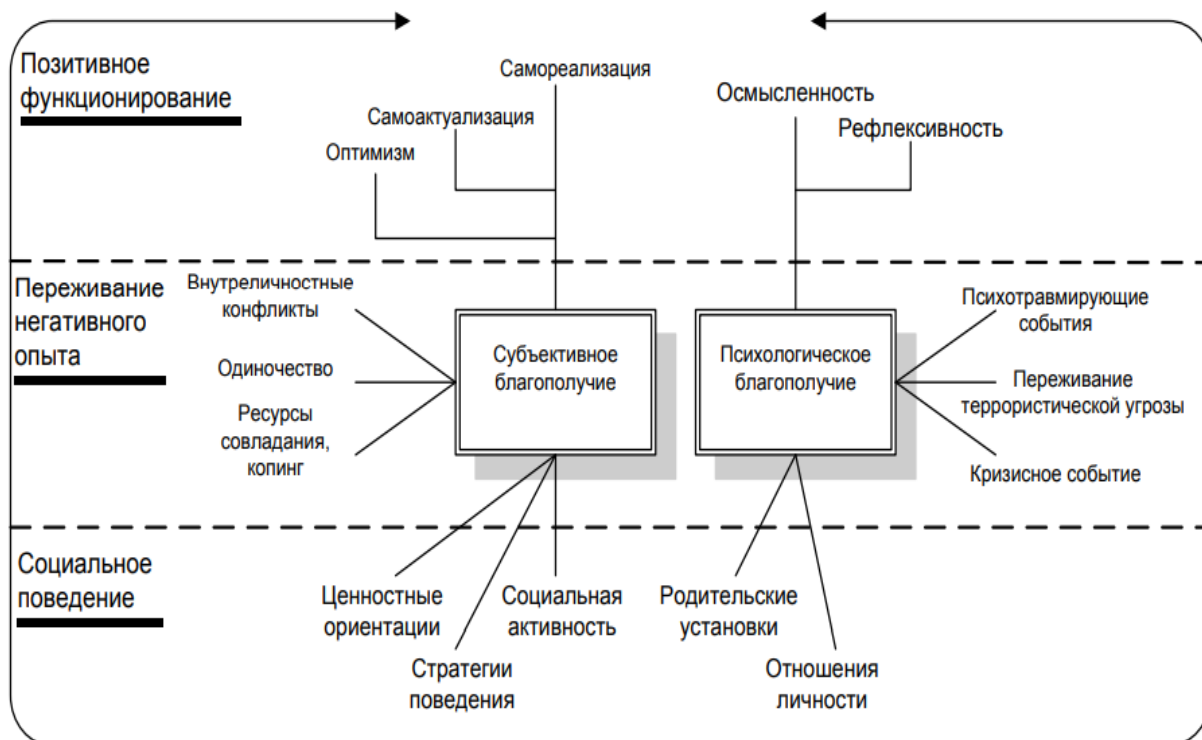 Позитивное
функционирование
Самореализация
Самоактуализация
Оптимизм
Осмысленность
Рефлексивность
Переживание
негативного
опыта
Внутреличностные
конфликты
Одиночество
Ресурсы
совладания,
копинг
Субъективное
благополучие
Психологическое
благополучие
Психотравмирующие
события
Переживание
террористической угрозы
Кризисное событие
Социальное
поведение
Ценностные
ориентации
Стратегии
поведения
Социальная
активность
Родительские
установки
Отношения
личности